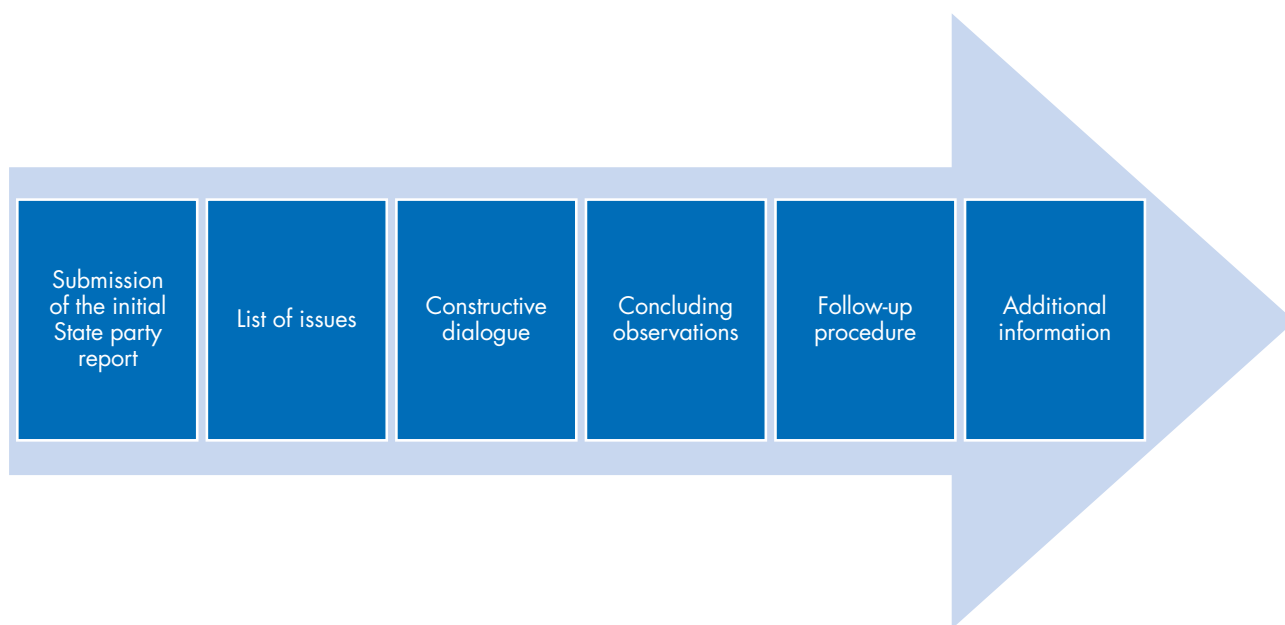 Submission
of the initial
State party
report
List of issues
Constructive
dialogue
Concluding
observations
Follow-up
procedure
Additional
information